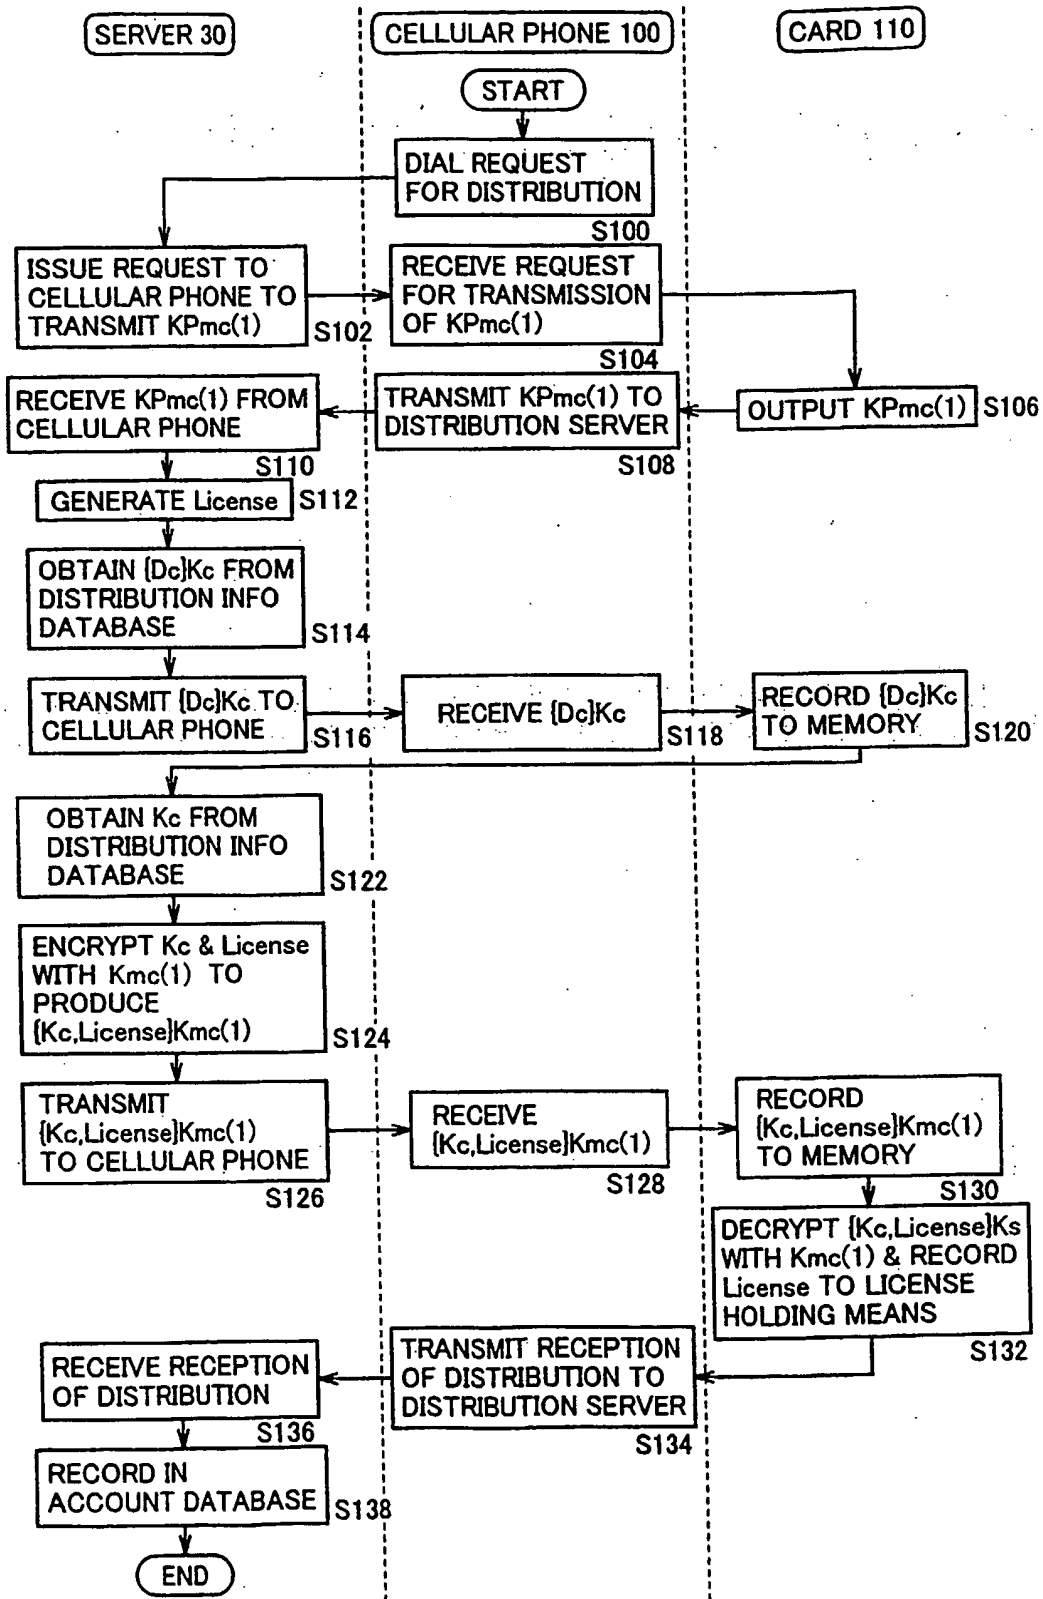 SERVER 30
CELLULAR PHONE 100
CARD 110
START
DIAL REQUEST
FOR DISTRIBUTION
S100
ISSUE REQUEST TO
CELLULAR PHONE TO
TRANSMIT KPmc(1)
S102
RECEIVE REQUEST
FOR TRANSMISSION
OF KPmc(1)
S104
OUTPUT KPmc(1)
S106
TRANSMIT KPmc(1) TO
DISTRIBUTION SERVER
S108
RECEIVE KPmc(1) FROM
CELLULAR PHONE
S110
GENERATE License
S112
OBTAIN {Dc}Kc FROM
DISTRIBUTION INFO
DATABASE
S114
TRANSMIT {Dc}Kc TO
CELLULAR PHONE
S116
RECEIVE {Dc}Kc
S118
RECORD {Dc}Kc
TO MEMORY
S120
OBTAIN Kc FROM
DISTRIBUTION INFO
DATABASE
S122
ENCRYPT Kc & License
WITH Kmc(1) TO
PRODUCE
{Kc,License}Kmc(1)
S124
TRANSMIT
{Kc,License}Kmc(1)
TO CELLULAR PHONE
S126
RECEIVE
{Kc,License}Kmc(1)
S128
RECORD
{Kc,License}Kmc(1)
TO MEMORY
S130
DECRYPT {Kc,License}Ks
WITH Kmc(1) & RECORD
License TO LICENSE
HOLDING MEANS
S132
TRANSMIT RECEPTION
OF DISTRIBUTION TO
DISTRIBUTION SERVER
S134
RECEIVE RECEPTION
OF DISTRIBUTION
S136
RECORD IN
ACCOUNT DATABASE
S138
END